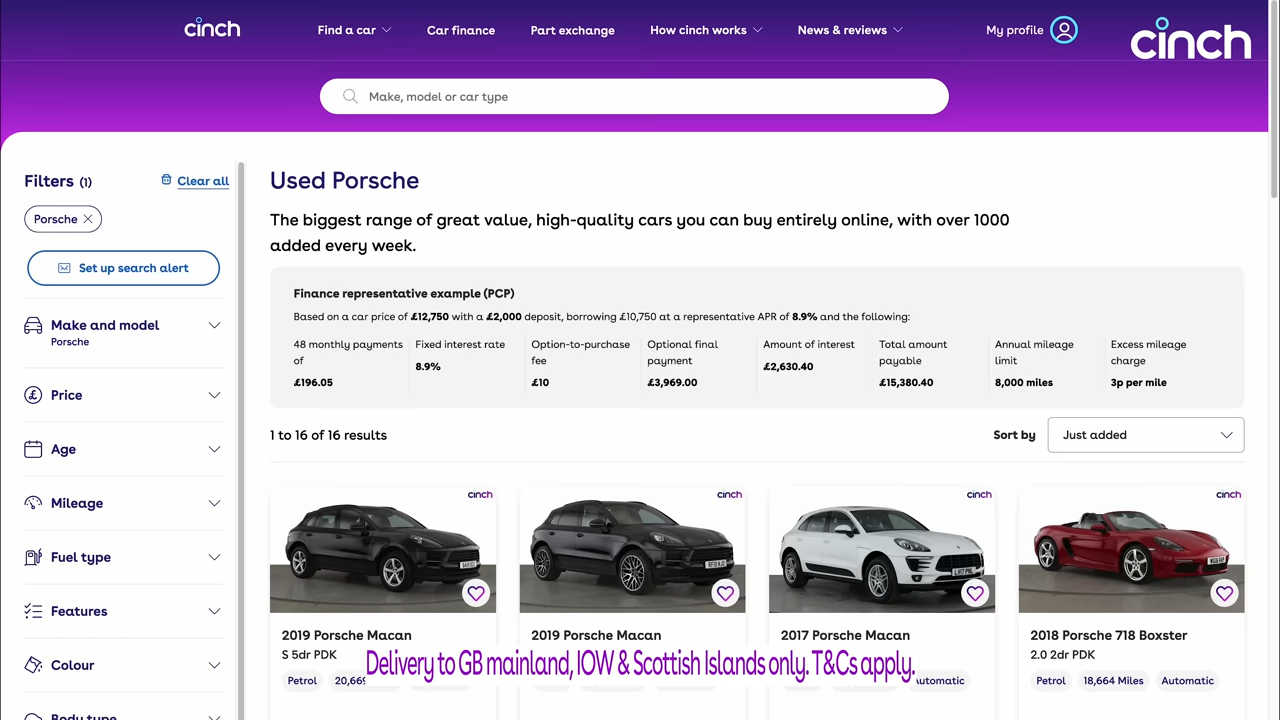 cinch
Find a car
Car finance
Part exchange
How cinch works
News & reviews
My profile
cinch
Make, model or car type
Filters (1)
Clear all
Porsche
Set up search alert
Make and model
Porsche
Price
Age
Mileage
Fuel type
Features
Colour
Body type
Used Porsche
The biggest range of great value, high-quality cars you can buy entirely online, with over 1000
added every week.
Finance representative example (PCP)
Based on a car price of £12,750 with a £2,000 deposit, borrowing £10,750 at a representative APR of 8.9% and the following:
48 monthly payments
of
£196.05
Fixed interest rate
8.9%
Option-to-purchase
fee
£10
Optional final
payment
£3,969.00
Amount of interest
£2,630.40
Total amount
payable
£15,380.40
Annual mileage
limit
8,000 miles
Excess mileage
charge
3p per mile
1 to 16 of 16 results
Sort by
Just added
cinch
2019 Porsche Macan
S 5dr PDK
Petrol
cinch
2019 Porsche Macan
cinch
2017 Porsche Macan
cinch
2018 Porsche 718 Boxster
2.0 2dr PDK
Petrol
18,664 Miles
Automatic
Delivery to GB mainland, IOW & Scottish Islands only. T&Cs apply.